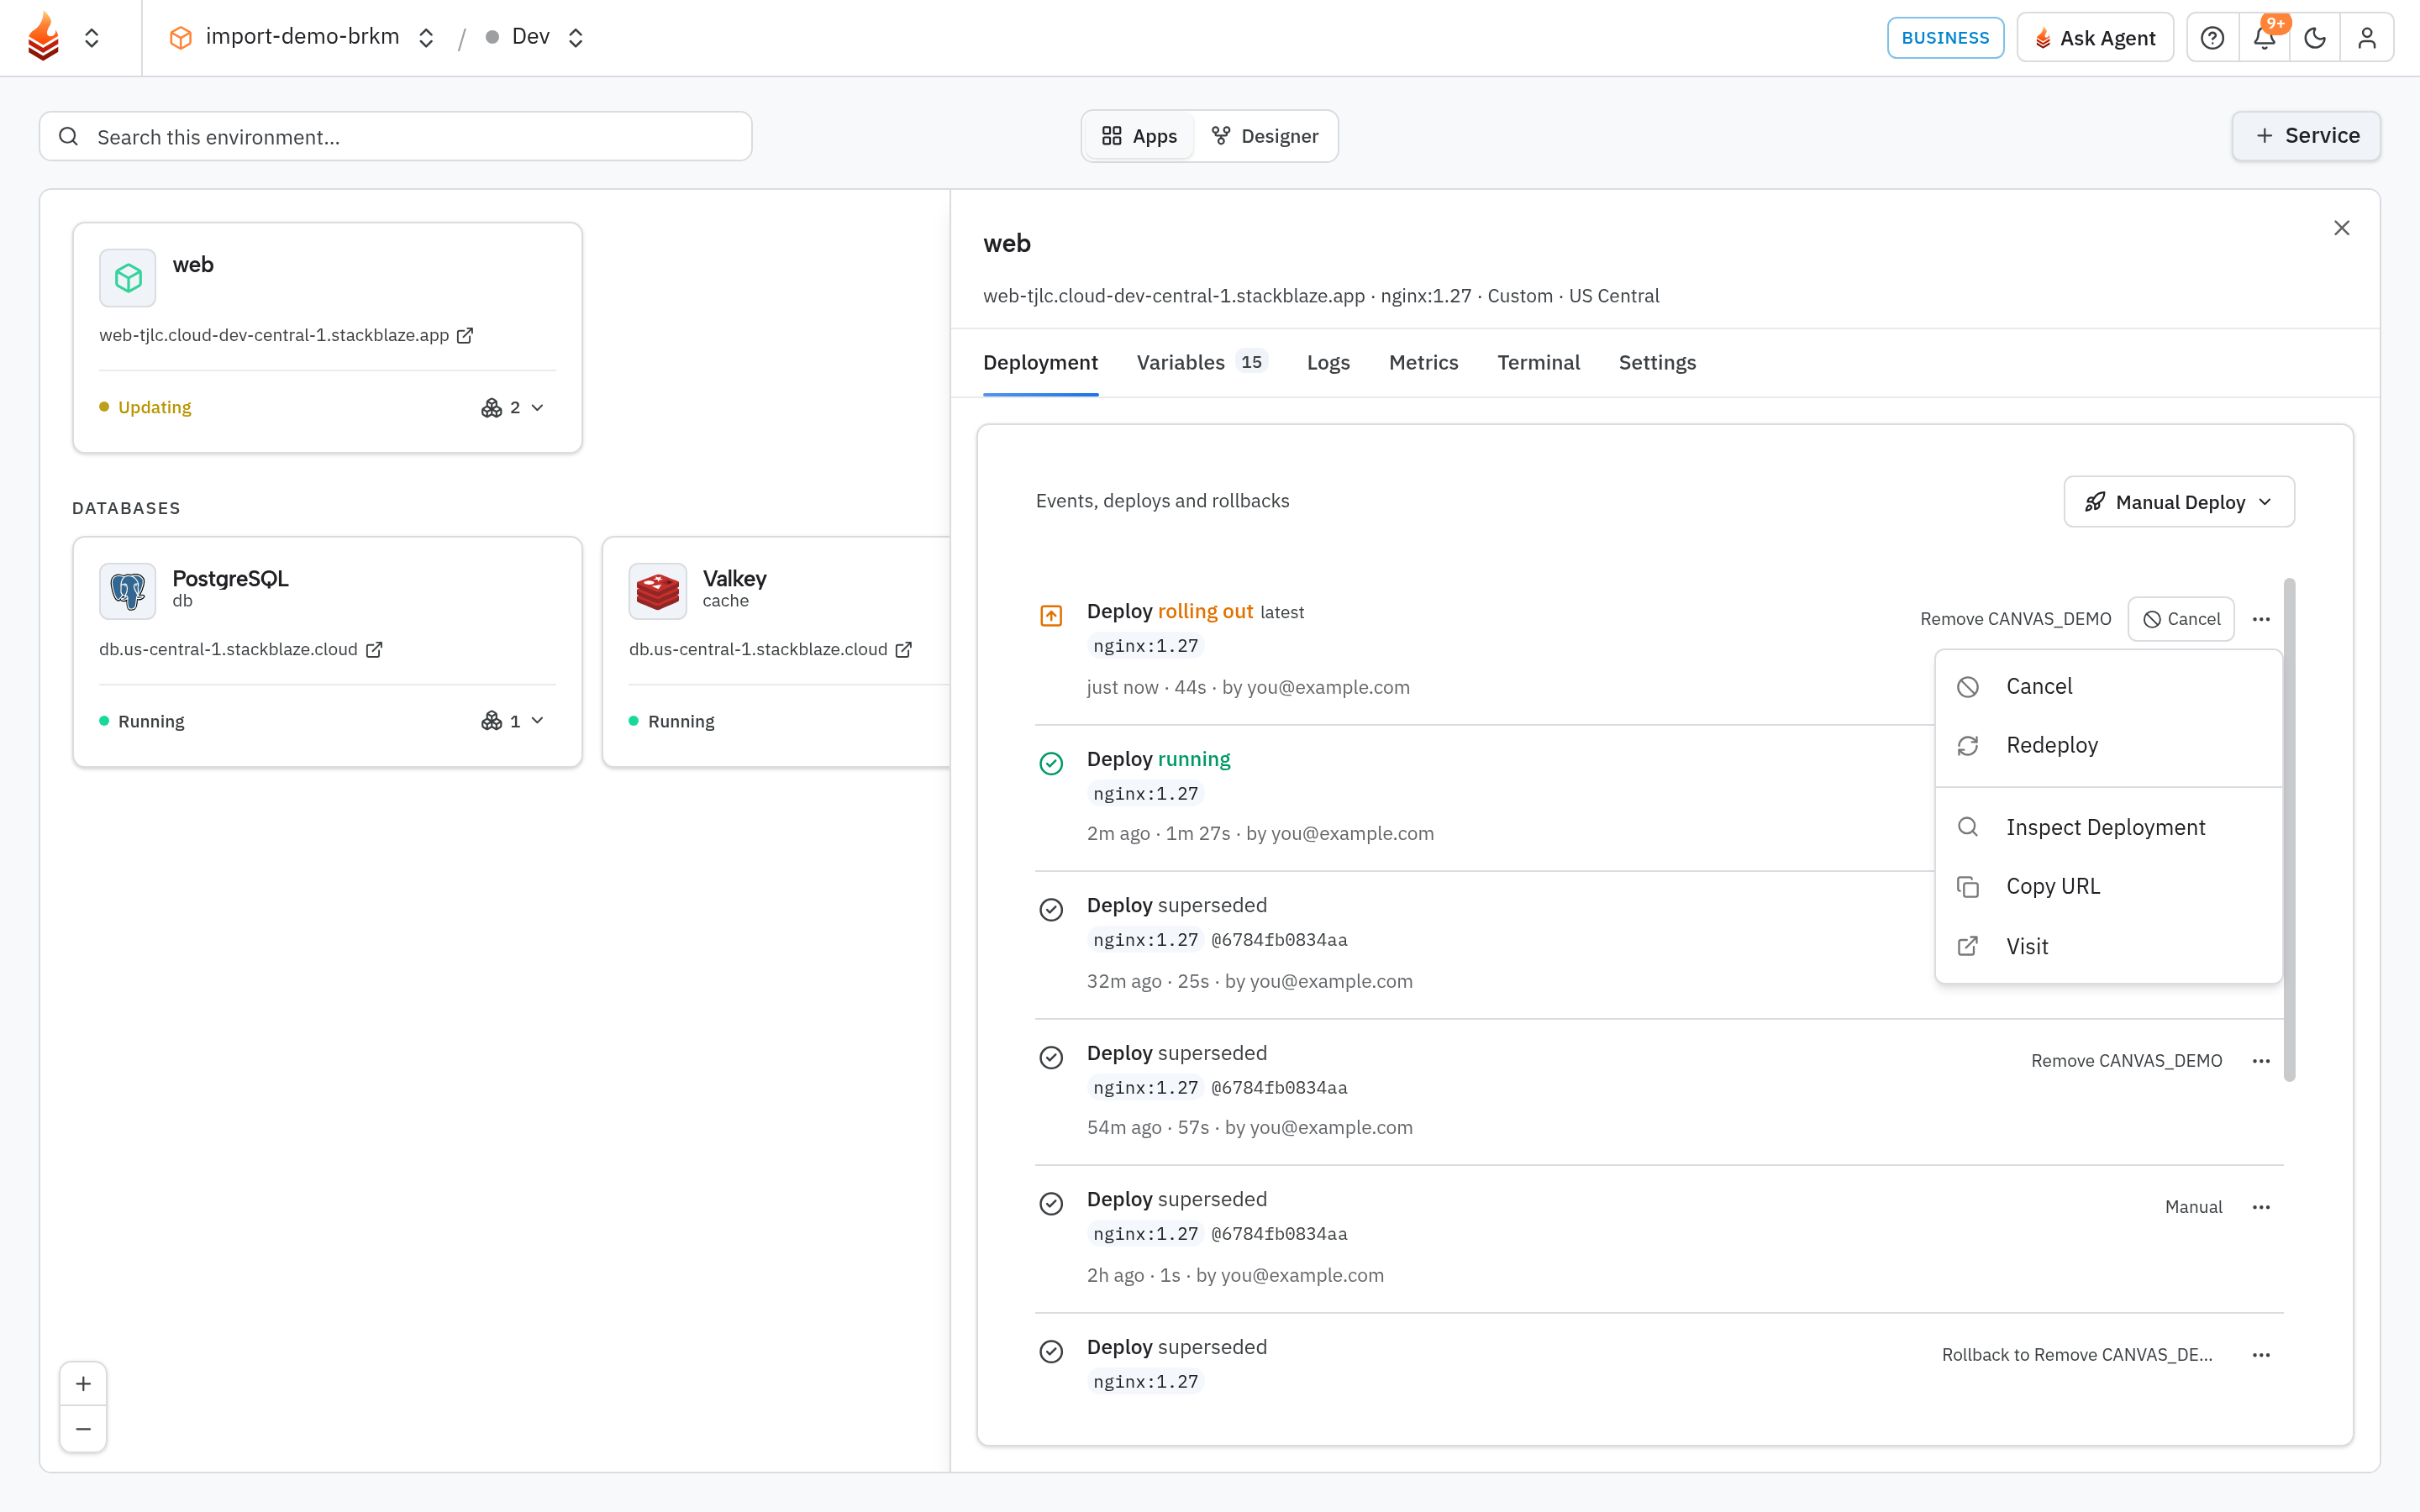 import-demo-brkm / Dev
BUSINESS
Ask Agent
9+
Search this environment...
Apps
Designer
+ Service
web
web-tjlc.cloud-dev-central-1.stackblaze.app
Updating
2
DATABASES
PostgreSQL
db
db.us-central-1.stackblaze.cloud
Running
1
Valkey
cache
db.us-central-1.stackblaze.cloud
Running
web
web-tjlc.cloud-dev-central-1.stackblaze.app · nginx:1.27 · Custom · US Central
Deployment
Variables 15
Logs
Metrics
Terminal
Settings
Events, deploys and rollbacks
Manual Deploy
Deploy rolling out latest
nginx:1.27
just now · 44s · by you@example.com
Remove CANVAS_DEMO
Cancel
Cancel
Redeploy
Inspect Deployment
Copy URL
Visit
Deploy running
nginx:1.27
2m ago · 1m 27s · by you@example.com
Deploy superseded
nginx:1.27 @6784fb0834aa
32m ago · 25s · by you@example.com
Deploy superseded
nginx:1.27 @6784fb0834aa
54m ago · 57s · by you@example.com
Remove CANVAS_DEMO
Deploy superseded
nginx:1.27 @6784fb0834aa
2h ago · 1s · by you@example.com
Manual
Deploy superseded
nginx:1.27
Rollback to Remove CANVAS_DE...